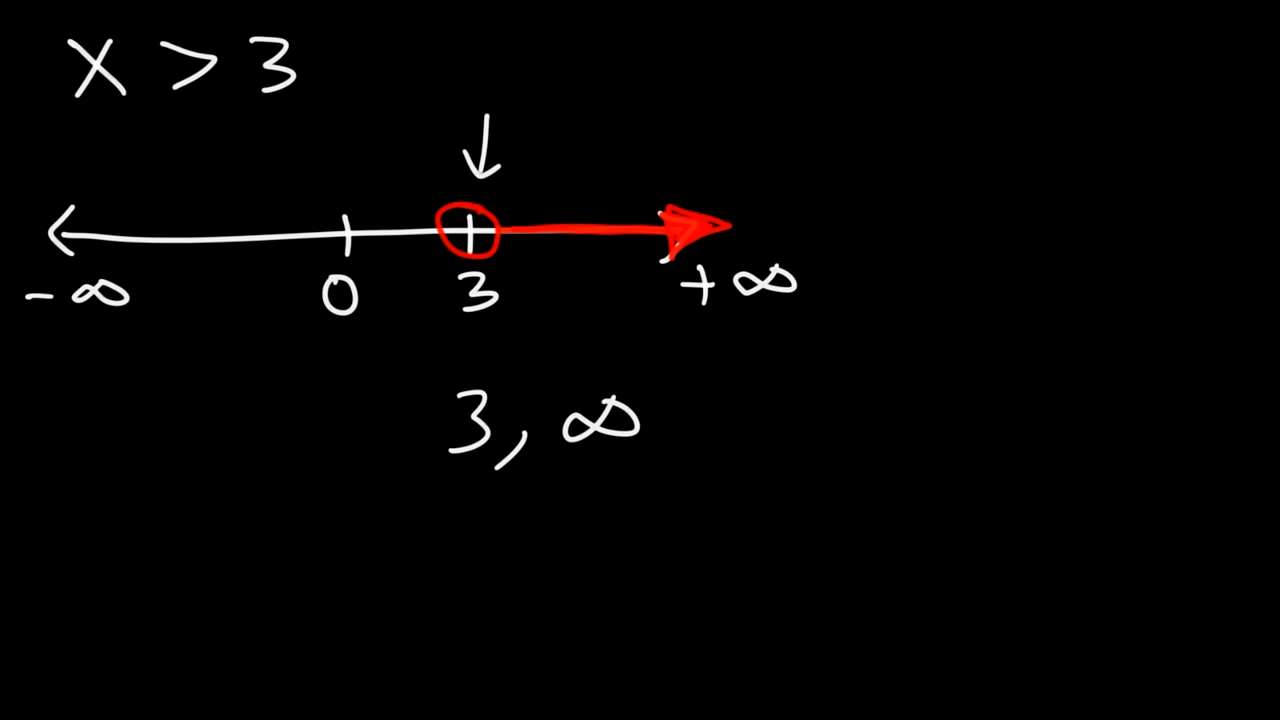 x > 3
- ∞ 0 3 + ∞
3, ∞